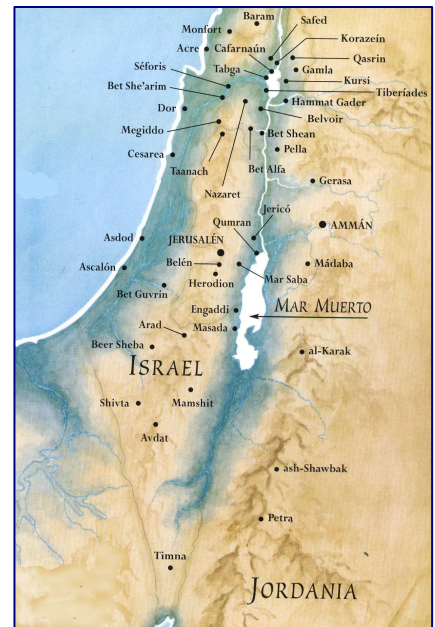 Baram
Safed
Monfort
Korazeín
Acre
Cafarnaún
Qasrin
Tabga
Gamla
Séforis
Kursi
Bet She'arim
Tiberíades
Dor
Hammat Gader
Belvoir
Megiddo
Bet Shean
Cesarea
Pella
Taanach
Bet Alfa
Nazaret
Gerasa
Jericó
Qumran
AMMÁN
Asdod
JERUSALÉN
Ascalón
Belén
Mar Saba
Mádaba
Herodion
Bet Guvrin
Engaddi
MAR MUERTO
Arad
Masada
Beer Sheba
al-Karak
ISRAEL
Shivta
Mamshit
Avdat
ash-Shawbak
Petra
Timna
JORDANIA